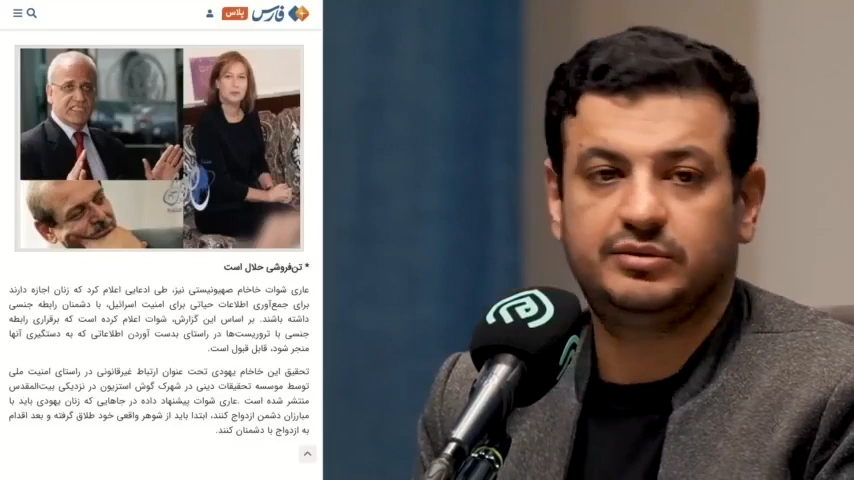 فارس پلاس
* تن‌فروشی حلال است
عاری شوات خاخام صهیونیستی نیز، طی ادعایی اعلام کرد که زنان اجازه دارند
برای جمع‌آوری اطلاعات حیاتی برای امنیت اسرائیل، با دشمنان رابطه جنسی
داشته باشند. بر اساس این گزارش، شوات اعلام کرده است که برقراری رابطه
جنسی با تروریست‌ها در راستای بدست آوردن اطلاعاتی که به دستگیری آنها
منجر شود، قابل قبول است.
تحقیق این خاخام یهودی تحت عنوان ارتباط غیرقانونی در راستای امنیت ملی
توسط موسسه تحقیقات دینی در شهرک گوش استزیون در نزدیکی بیت‌المقدس
منتشر شده است .عاری شوات پیشنهاد داده در جاهایی که زنان یهودی باید با
مبارزان دشمن ازدواج کنند، ابتدا باید از شوهر واقعی خود طلاق گرفته و بعد اقدام
به ازدواج با دشمنان کنند.